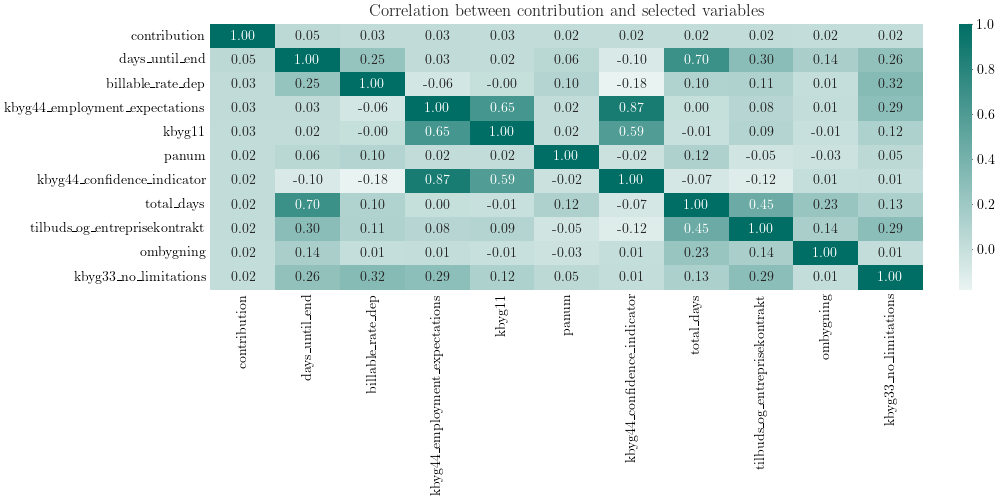 Correlation between contribution and selected variables
contribution 1.00 0.05 0.03 0.03 0.03 0.02 0.02 0.02 0.02 0.02 0.02
days_until_end 0.05 1.00 0.25 0.03 0.02 0.06 -0.10 0.70 0.30 0.14 0.26
billable_rate_dep 0.03 0.25 1.00 -0.06 -0.00 0.10 -0.18 0.10 0.11 0.01 0.32
kbyg44_employment_expectations 0.03 0.03 -0.06 1.00 0.65 0.02 0.87 0.00 0.08 0.01 0.29
kbyg11 0.03 0.02 -0.00 0.65 1.00 0.02 0.59 -0.01 0.09 -0.01 0.12
panum 0.02 0.06 0.10 0.02 0.02 1.00 -0.02 0.12 -0.05 -0.03 0.05
kbyg44_confidence_indicator 0.02 -0.10 -0.18 0.87 0.59 -0.02 1.00 -0.07 -0.12 0.01 0.01
total_days 0.02 0.70 0.10 0.00 -0.01 0.12 -0.07 1.00 0.45 0.23 0.13
tilbuds_og_entreprisekontrakt 0.02 0.30 0.11 0.08 0.09 -0.05 -0.12 0.45 1.00 0.14 0.29
ombygning 0.02 0.14 0.01 0.01 -0.01 -0.03 0.01 0.23 0.14 1.00 0.01
kbyg33_no_limitations 0.02 0.26 0.32 0.29 0.12 0.05 0.01 0.13 0.29 0.01 1.00
contribution
days_until_end
billable_rate_dep
kbyg44_employment_expectations
kbyg11
panum
kbyg44_confidence_indicator
total_days
tilbuds_og_entreprisekontrakt
ombygning
kbyg33_no_limitations
1.0
0.8
0.6
0.4
0.2
0.0